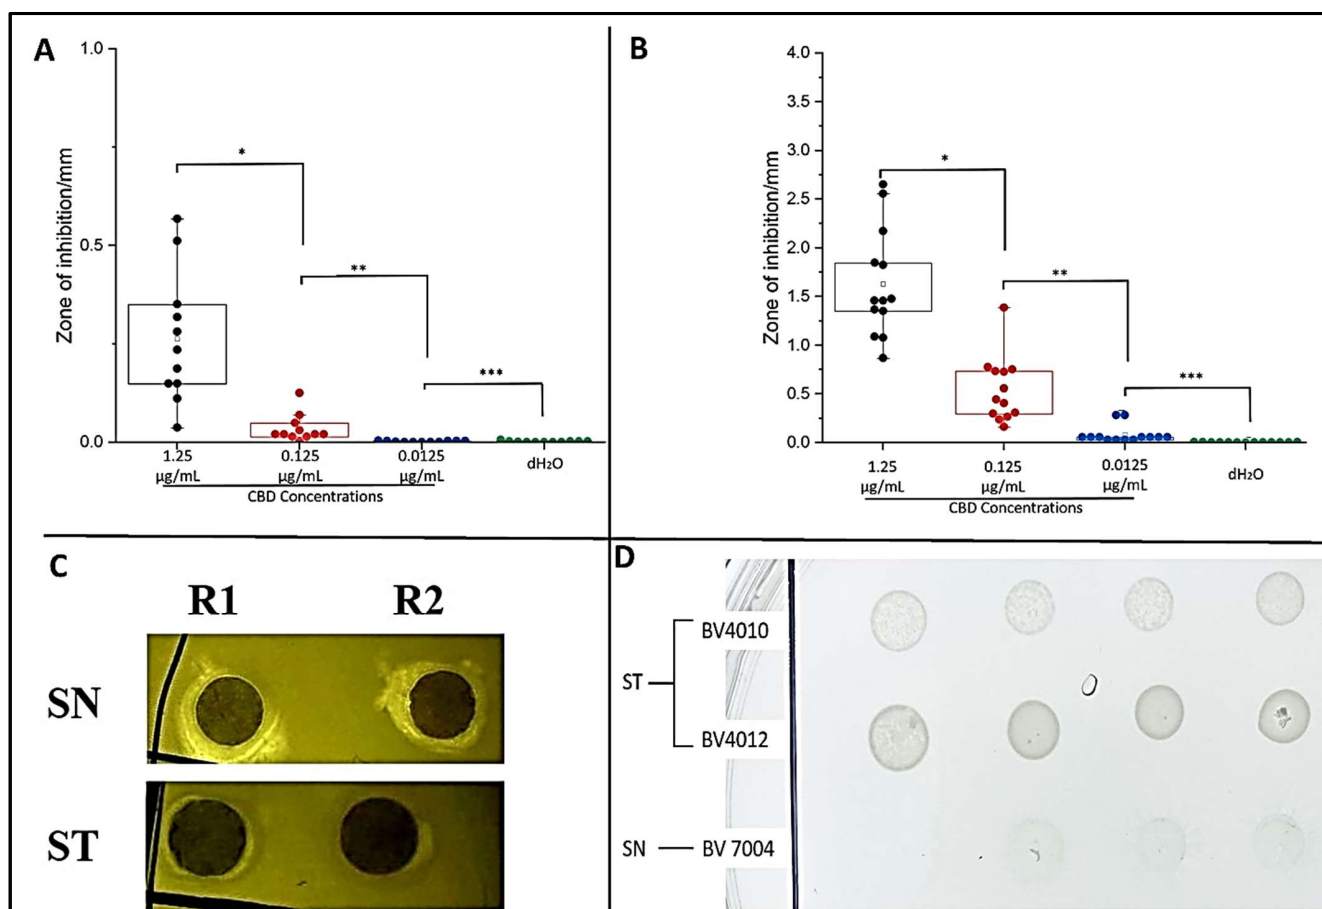 A
1.0
0.5
0.0
Zone of inhibition/mm
*
**
***
1.25
µg/mL
0.125
µg/mL
0.0125
µg/mL
dH₂O
CBD Concentrations
B
4.0
3.5
3.0
2.5
2.0
1.5
1.0
0.5
0.0
Zone of inhibition/mm
*
**
***
1.25
µg/mL
0.125
µg/mL
0.0125
µg/mL
dH₂O
CBD Concentrations
C
R1 R2
SN
ST
D
BV4010
ST
BV4012
SN BV 7004